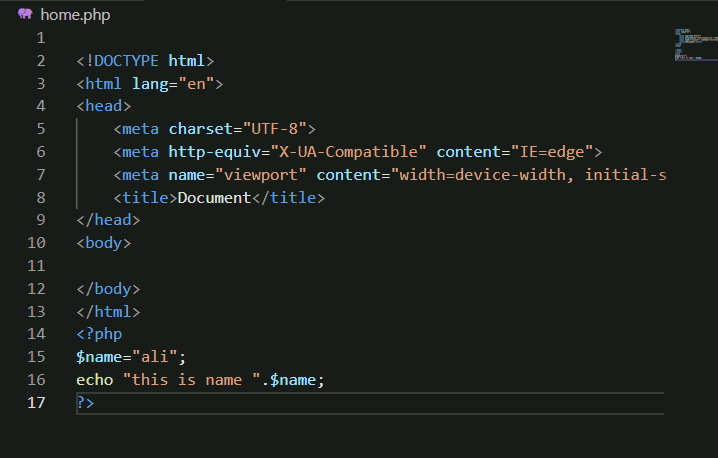 home.php
1
2 <!DOCTYPE html>
3 <html lang="en">
4 <head>
5     <meta charset="UTF-8">
6     <meta http-equiv="X-UA-Compatible" content="IE=edge">
7     <meta name="viewport" content="width=device-width, initial-s
8     <title>Document</title>
9 </head>
10 <body>
11
12 </body>
13 </html>
14 <?php
15 $name="ali";
16 echo "this is name ".$name;
17 ?>